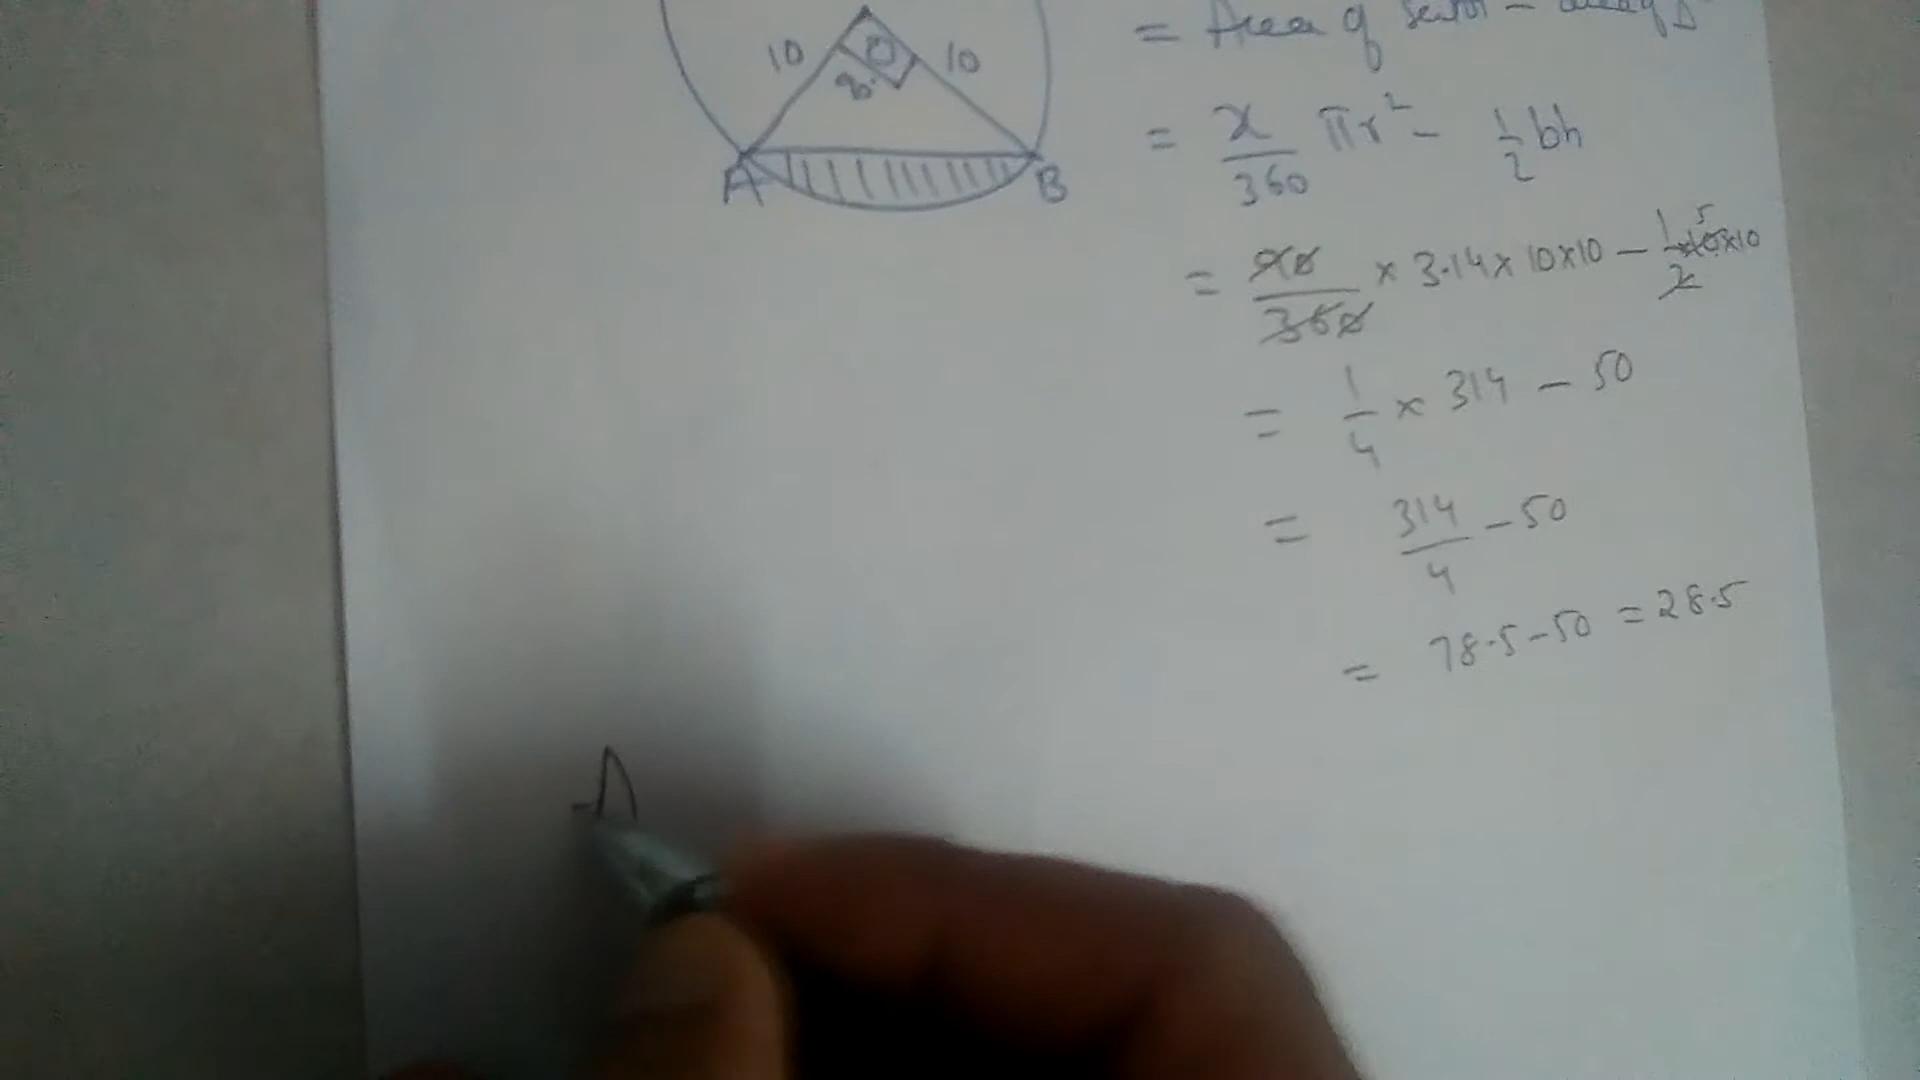 10 O 10
90°
A B
= Area of sector - area of Δ
= x/360 πr² - 1/2 bh
= 90/360 × 3.14 × 10×10 - 1/2 ×10×10 5
= 1/4 × 314 - 50
= 314/4 - 50
= 78.5 - 50 = 28.5